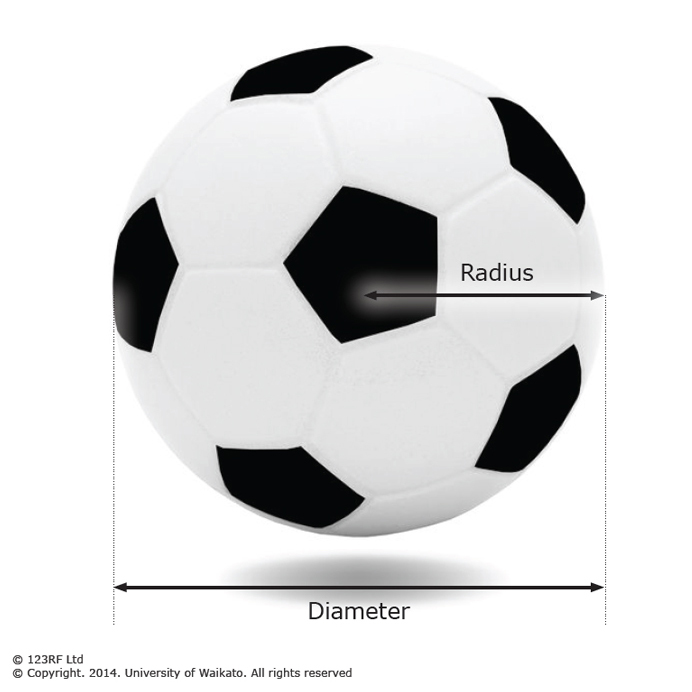 Radius
Diameter
© 123RF Ltd
© Copyright. 2014. University of Waikato. All rights reserved